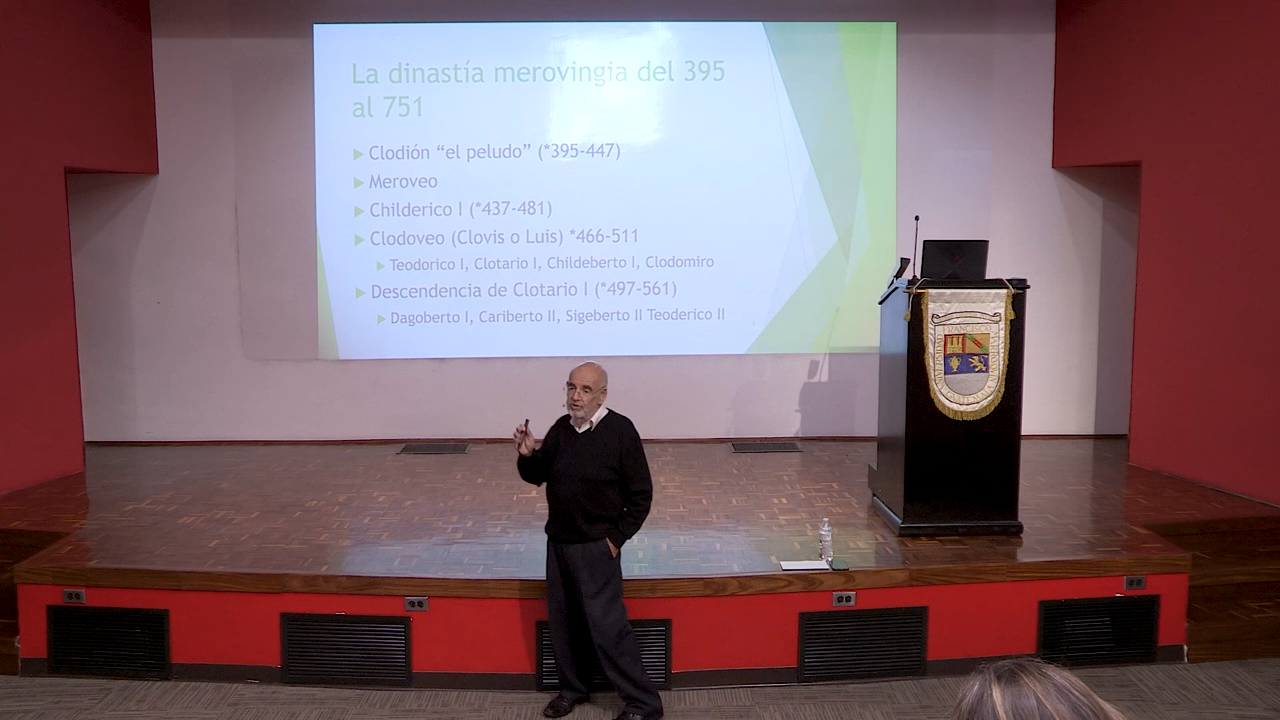 La dinastía merovingia del 395
al 751
Clodión “el peludo” (*395-447)
Meroveo
Childerico I (*437-481)
Clodoveo (Clovis o Luis) *466-511
Teodorico I, Clotario I, Childeberto I, Clodomiro
Descendencia de Clotario I (*497-561)
Dagoberto I, Cariberto II, Sigeberto II Teoderico II
FRANCISCO